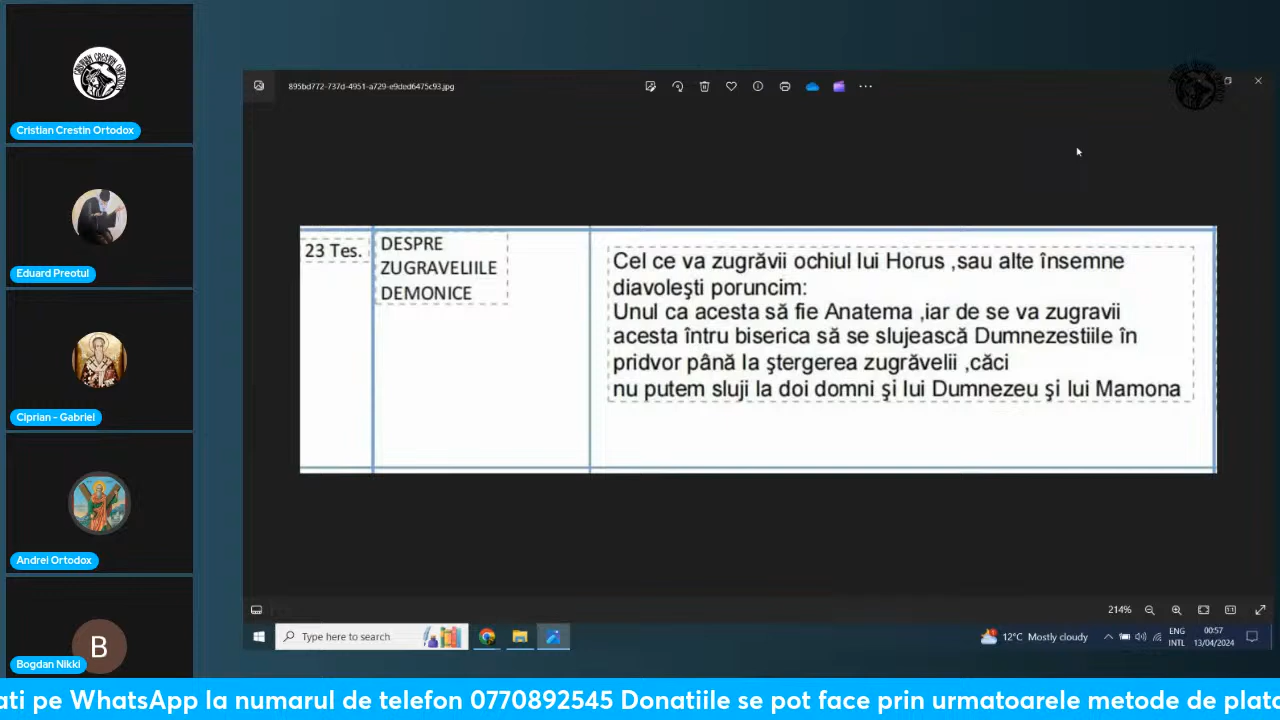 Cristian Crestin Ortodox
Eduard Preotul
Ciprian - Gabriel
Andrei Ortodox
B
Bogdan Nikki
895bd772-737d-4951-a729-e9ded6475c93.jpg
23 Tes.
DESPRE
ZUGRAVELIILE
DEMONICE
Cel ce va zugrăvii ochiul lui Horus ,sau alte însemne
diavoleşti poruncim:
Unul ca acesta să fie Anatema ,iar de se va zugravii
acesta întru biserica să se slujească Dumnezestiile în
pridvor până la ştergerea zugrăvelii ,căci
nu putem sluji la doi domni şi lui Dumnezeu şi lui Mamona
214%
Type here to search
12°C Mostly cloudy
ENG
INTL
00:57
13/04/2024
ati pe WhatsApp la numarul de telefon 0770892545 Donatiile se pot face prin urmatoarele metode de plata